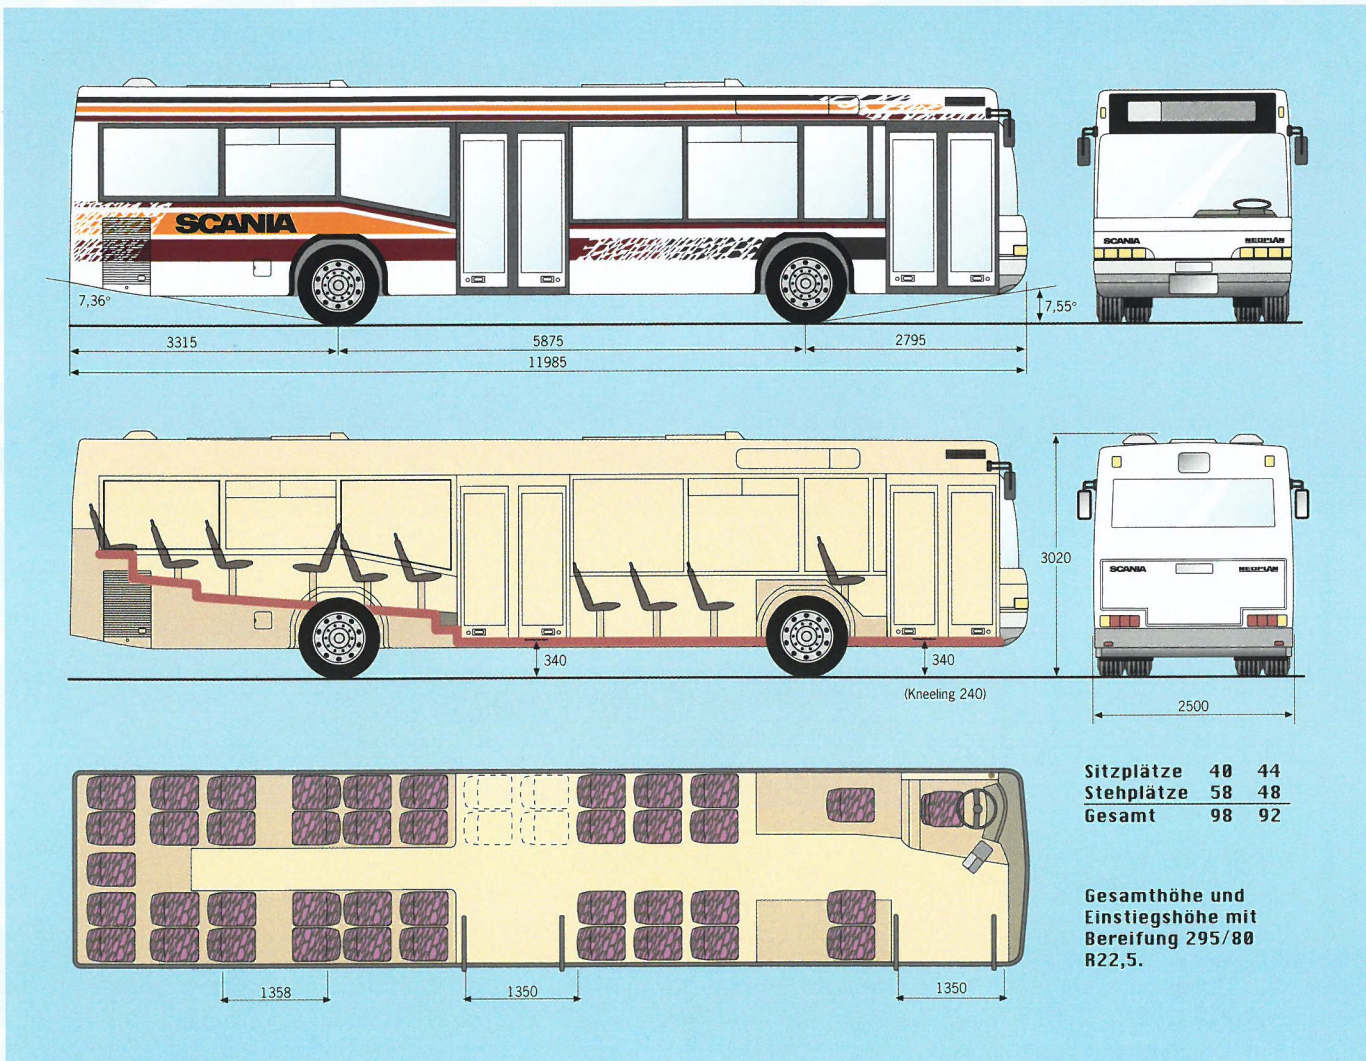 SCANIA
SCANIA NEOPLAN
7,36°
7,55°
3315 5875 2795
11985
3020
SCANIA NEOPLAN
340 340
(Kneeling 240)
2500
Sitzplätze 40 44
Stehplätze 58 48
Gesamt 98 92
Gesamthöhe und
Einstiegshöhe mit
Bereifung 295/80
R22,5.
1358 1350 1350